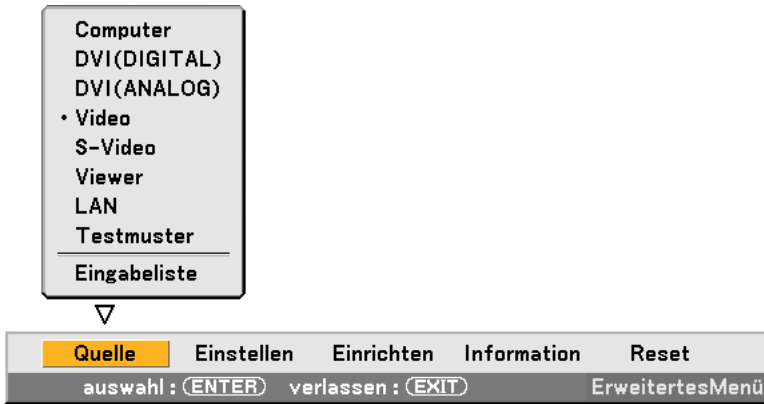 Computer
DVI(DIGITAL)
DVI(ANALOG)
• Video
S-Video
Viewer
LAN
Testmuster
Eingabeliste
Quelle Einstellen Einrichten Information Reset
auswahl : (ENTER) verlassen : (EXIT) ErweitertesMenü